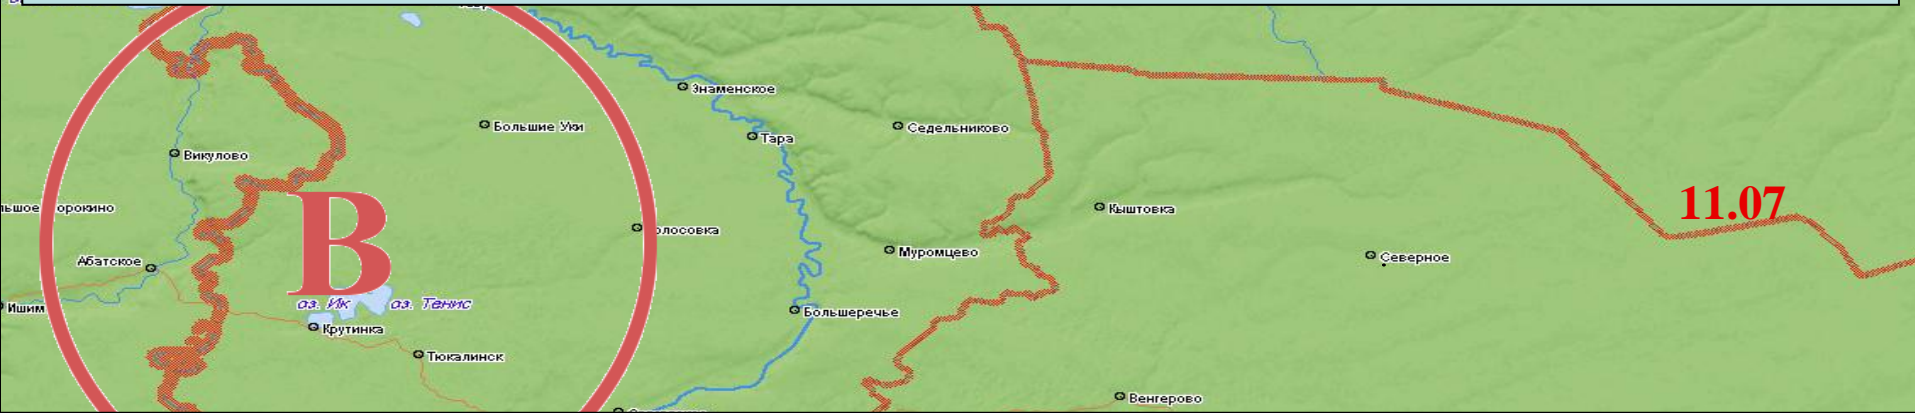 Знаменское
Большие Уки
Седельниково
Тара
Викулово
11.07
Кыштовка
В
Муромцево
Северное
Абатское
оз. Ик
оз. Тенис
Ишим
Большеречье
Крутинка
Тюкалинск
Венгерово